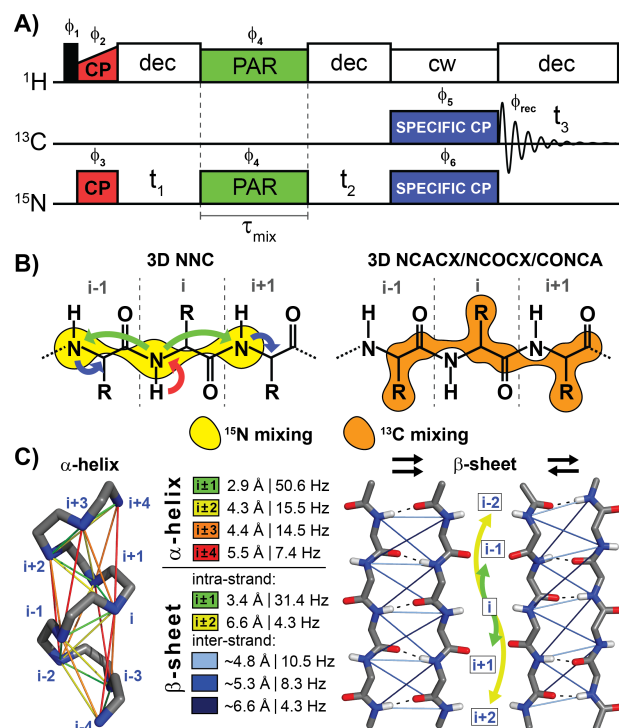 A)
ϕ1 ϕ2 ϕ4 ϕ5 ϕrec
1H CP dec PAR dec cw dec
13C SPECIFIC CP t3
ϕ3 ϕ4 ϕ6
15N CP t1 PAR t2 SPECIFIC CP
τmix
B)
3D NNC
i-1 i i+1
H O R H O
N N N
R H O R
3D NCACX/NCOCX/CONCA
i-1 i i+1
H O R H O
N N N
R H O R
15N mixing
13C mixing
C)
α-helix
i+3
i+4
i+2
i+1
i-1
i
i-2
i-3
i-4
α-helix
i±1 2.9 Å | 50.6 Hz
i±2 4.3 Å | 15.5 Hz
i±3 4.4 Å | 14.5 Hz
i±4 5.5 Å | 7.4 Hz
β-sheet
intra-strand:
i±1 3.4 Å | 31.4 Hz
i±2 6.6 Å | 4.3 Hz
inter-strand:
~4.8 Å | 10.5 Hz
~5.3 Å | 8.3 Hz
~6.6 Å | 4.3 Hz
β-sheet
i-2
i-1
i
i+1
i+2